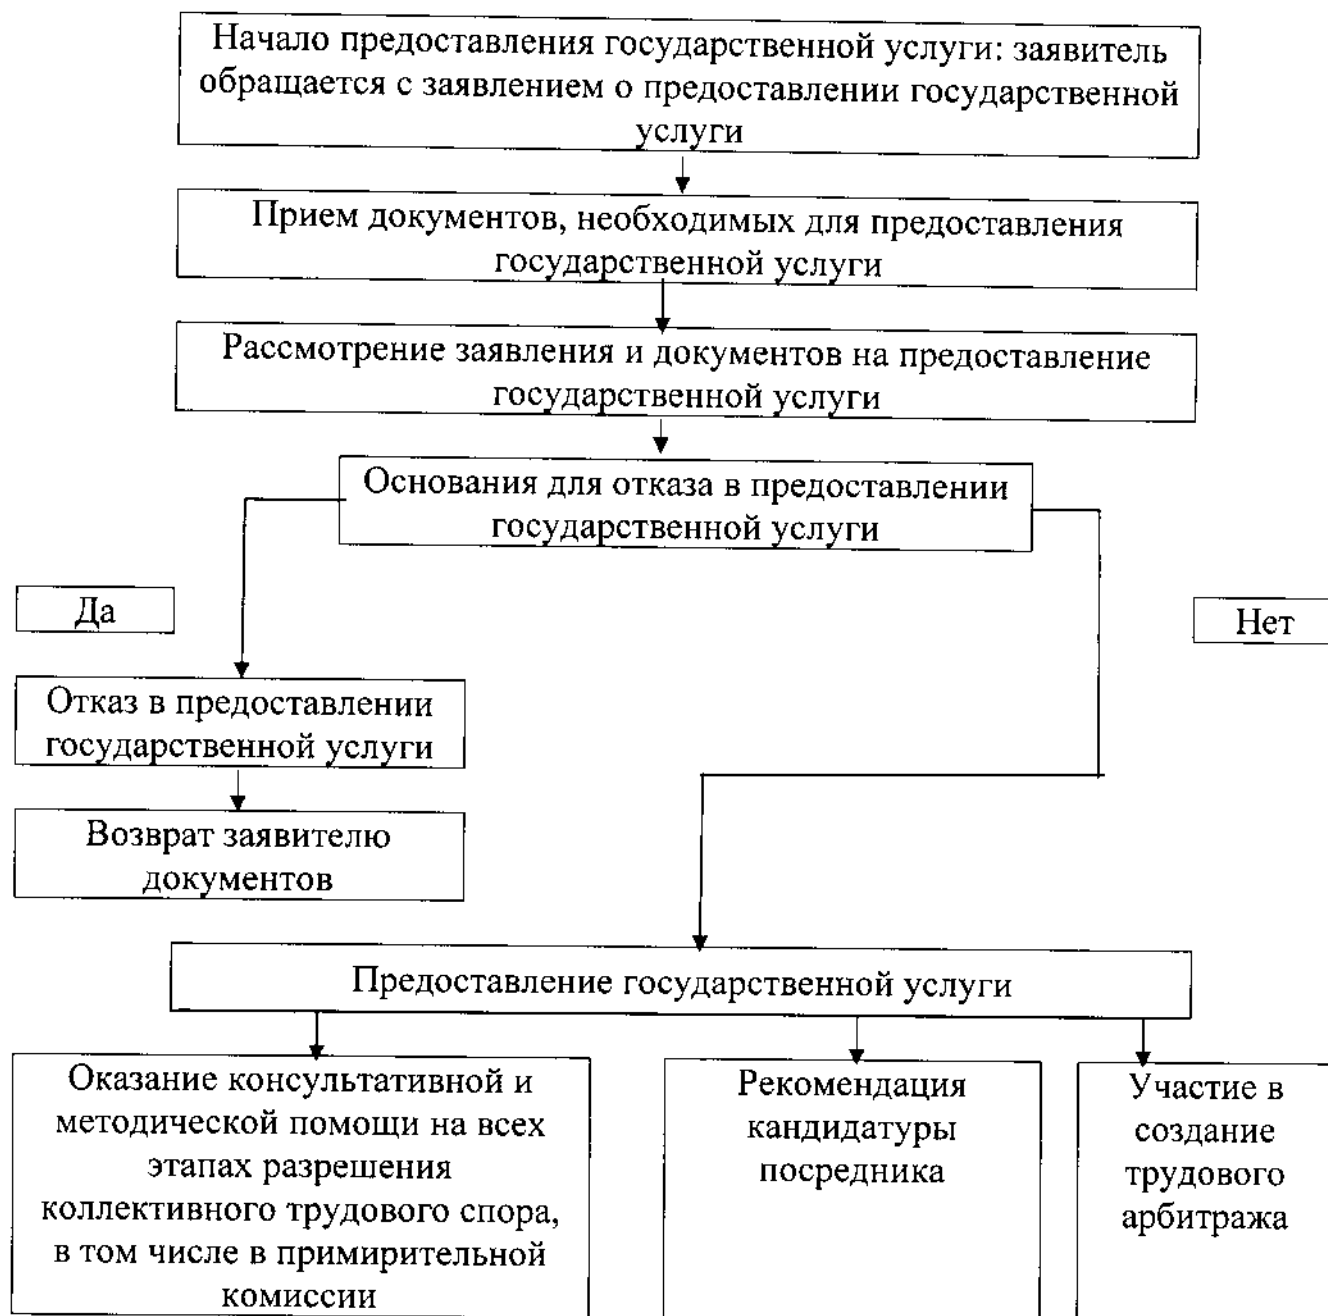 Начало предоставления государственной услуги: заявитель
обращается с заявлением о предоставлении государственной
услуги
Прием документов, необходимых для предоставления
государственной услуги
Рассмотрение заявления и документов на предоставление
государственной услуги
Основания для отказа в предоставлении
государственной услуги
Да
Нет
Отказ в предоставлении
государственной услуги
Возврат заявителю
документов
Предоставление государственной услуги
Оказание консультативной и
методической помощи на всех
этапах разрешения
коллективного трудового спора,
в том числе в примирительной
комиссии
Рекомендация
кандидатуры
посредника
Участие в
создание
трудового
арбитража